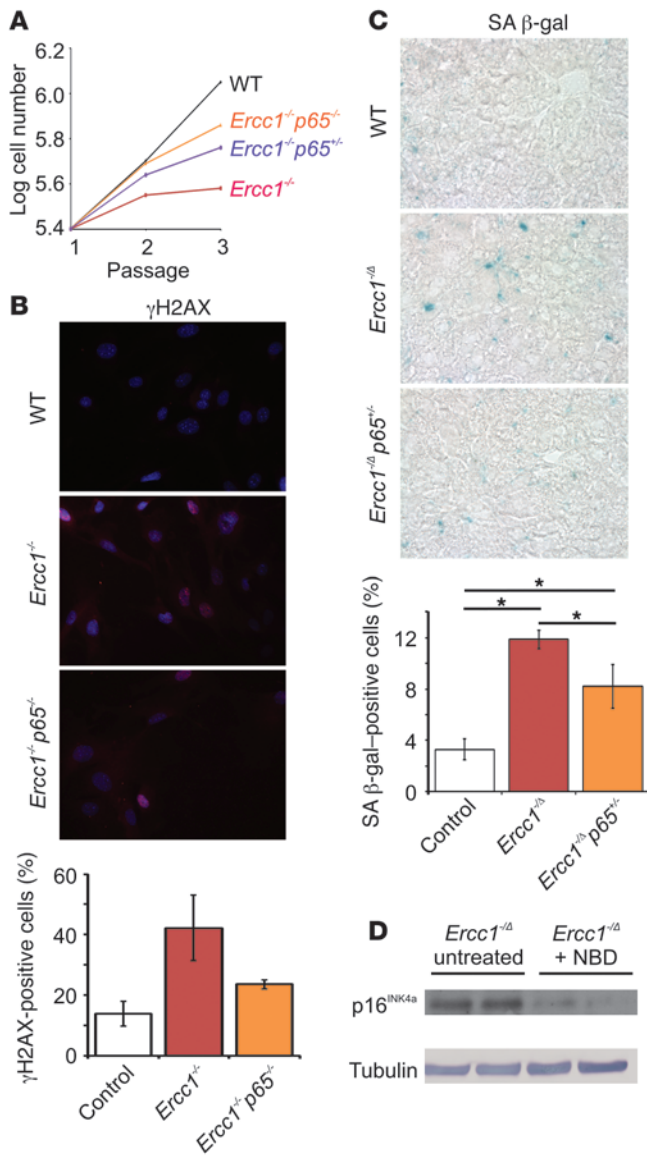 A
Log cell number
6.2
6.0
5.8
5.6
5.4
1
2
3
Passage
WT
Ercc1⁻/⁻p65⁻/⁻
Ercc1⁻/⁻p65⁺/⁻
Ercc1⁻/⁻
B
γH2AX
WT
Ercc1⁻/⁻
Ercc1⁻/⁻p65⁻/⁻
γH2AX-positive cells (%)
60
40
20
0
Control
Ercc1⁻/⁻
Ercc1⁻/⁻p65⁻/⁻
C
SA β-gal
WT
Ercc1⁻/Δ
Ercc1⁻/Δp65⁺/⁻
SA β-gal–positive cells (%)
*
*
*
12
8
4
0
Control
Ercc1⁻/Δ
Ercc1⁻/Δp65⁺/⁻
D
Ercc1⁻/Δ Ercc1⁻/Δ
untreated + NBD
p16ᴵᴺᴷ⁴ᵃ
Tubulin